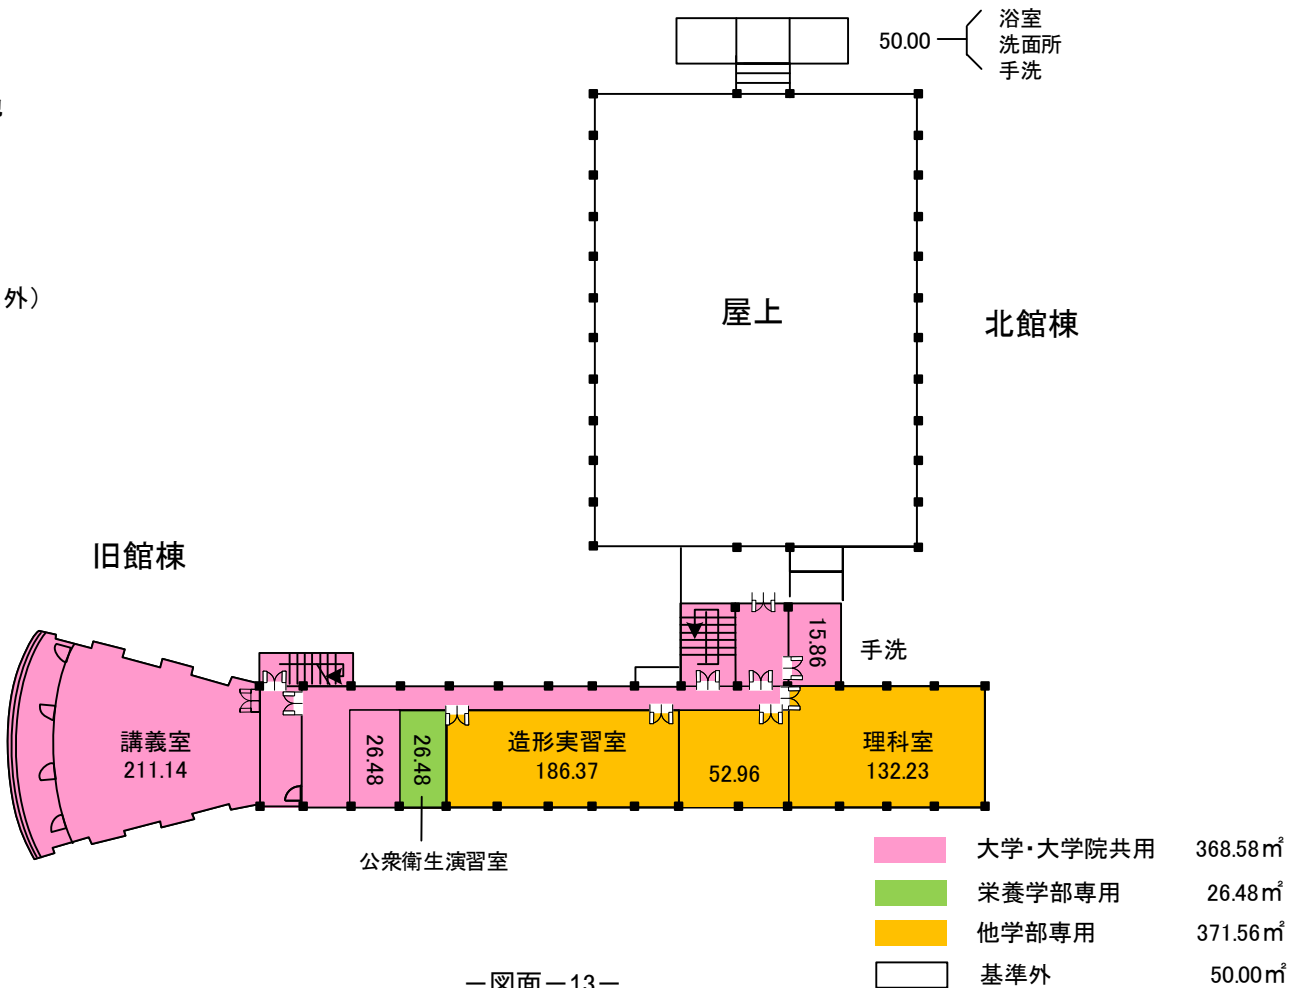 浴室
50.00
洗面所
手洗
外）
屋上
北館棟
旧館棟
15.86
手洗
講義室
211.14
26.48
26.48
造形実習室
186.37
52.96
理科室
132.23
公衆衛生演習室
大学・大学院共用 368.58㎡
栄養学部専用 26.48㎡
他学部専用 371.56㎡
基準外 50.00㎡
－図面－13－